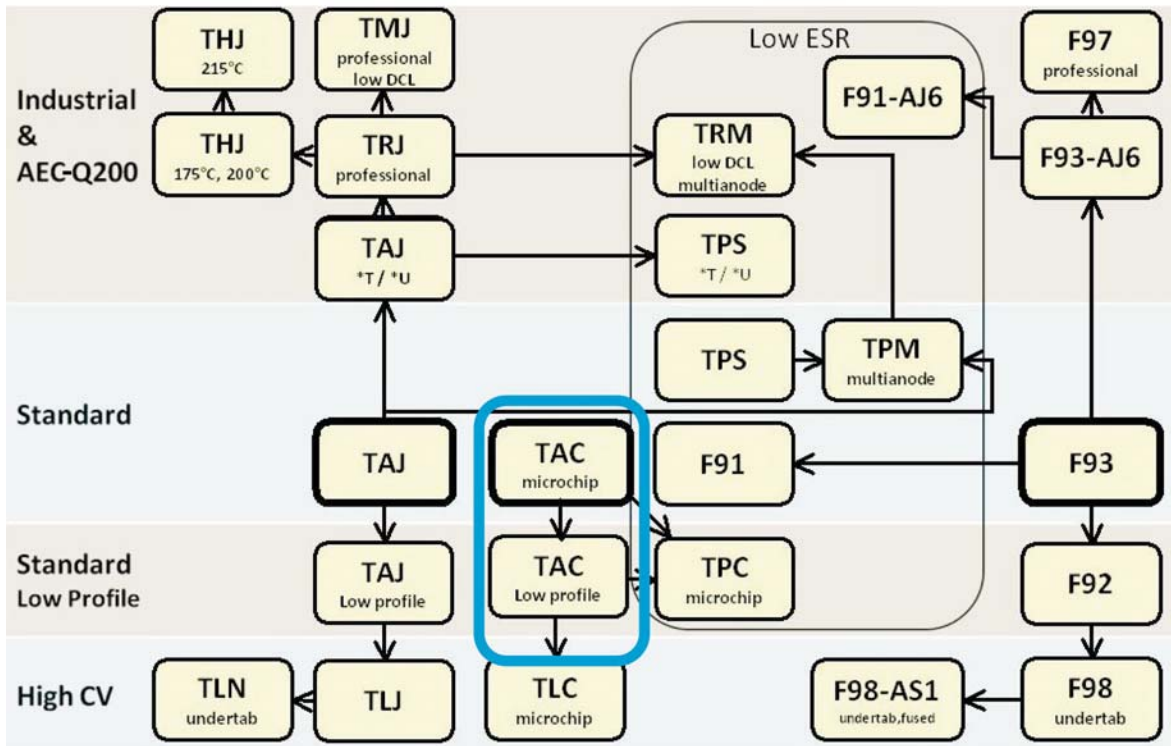 Industrial
&
AEC-Q200
THJ
215°C
TMJ
professional
low DCL
Low ESR
F91-AJ6
F97
professional
THJ
175°C, 200°C
TRJ
professional
TRM
low DCL
multianode
F93-AJ6
TAJ
*T / *U
TPS
*T / *U
Standard
TPS
TPM
multianode
TAJ
TAC
microchip
F91
F93
Standard
Low Profile
TAJ
Low profile
TAC
Low profile
TPC
microchip
F92
High CV
TLN
undertab
TLJ
TLC
microchip
F98-AS1
undertab,fused
F98
undertab